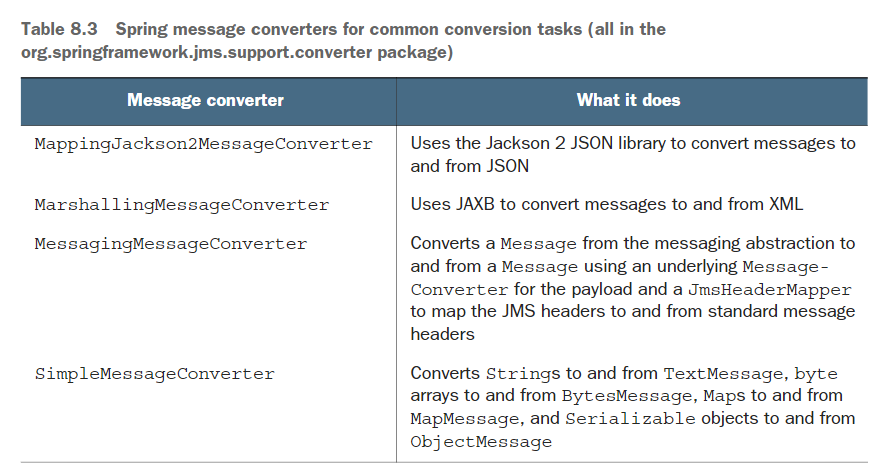 Table 8.3 Spring message converters for common conversion tasks (all in the
org.springframework.jms.support.converter package)
Message converter What it does
MappingJackson2MessageConverter Uses the Jackson 2 JSON library to convert messages to
and from JSON
MarshallingMessageConverter Uses JAXB to convert messages to and from XML
MessagingMessageConverter Converts a Message from the messaging abstraction to
and from a Message using an underlying Message-
Converter for the payload and a JmsHeaderMapper
to map the JMS headers to and from standard message
headers
SimpleMessageConverter Converts Strings to and from TextMessage, byte
arrays to and from BytesMessage, Maps to and from
MapMessage, and Serializable objects to and from
ObjectMessage